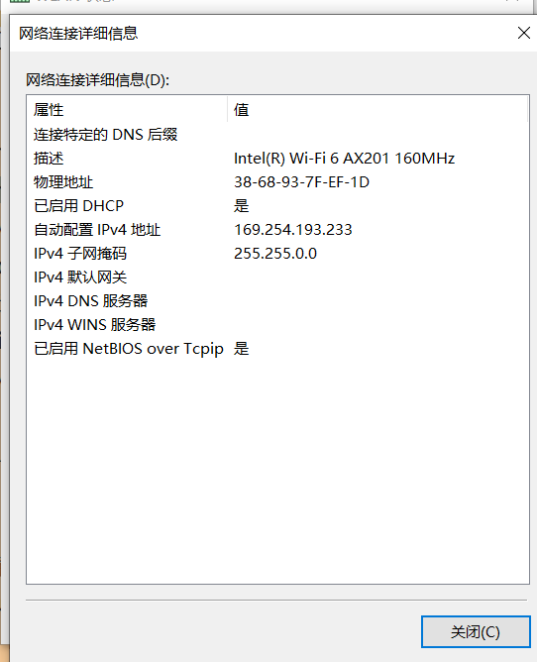 网络连接详细信息
网络连接详细信息(D):
属性 值
连接特定的 DNS 后缀
描述 Intel(R) Wi-Fi 6 AX201 160MHz
物理地址 38-68-93-7F-EF-1D
已启用 DHCP 是
自动配置 IPv4 地址 169.254.193.233
IPv4 子网掩码 255.255.0.0
IPv4 默认网关
IPv4 DNS 服务器
IPv4 WINS 服务器
已启用 NetBIOS over Tcpip 是
关闭(C)